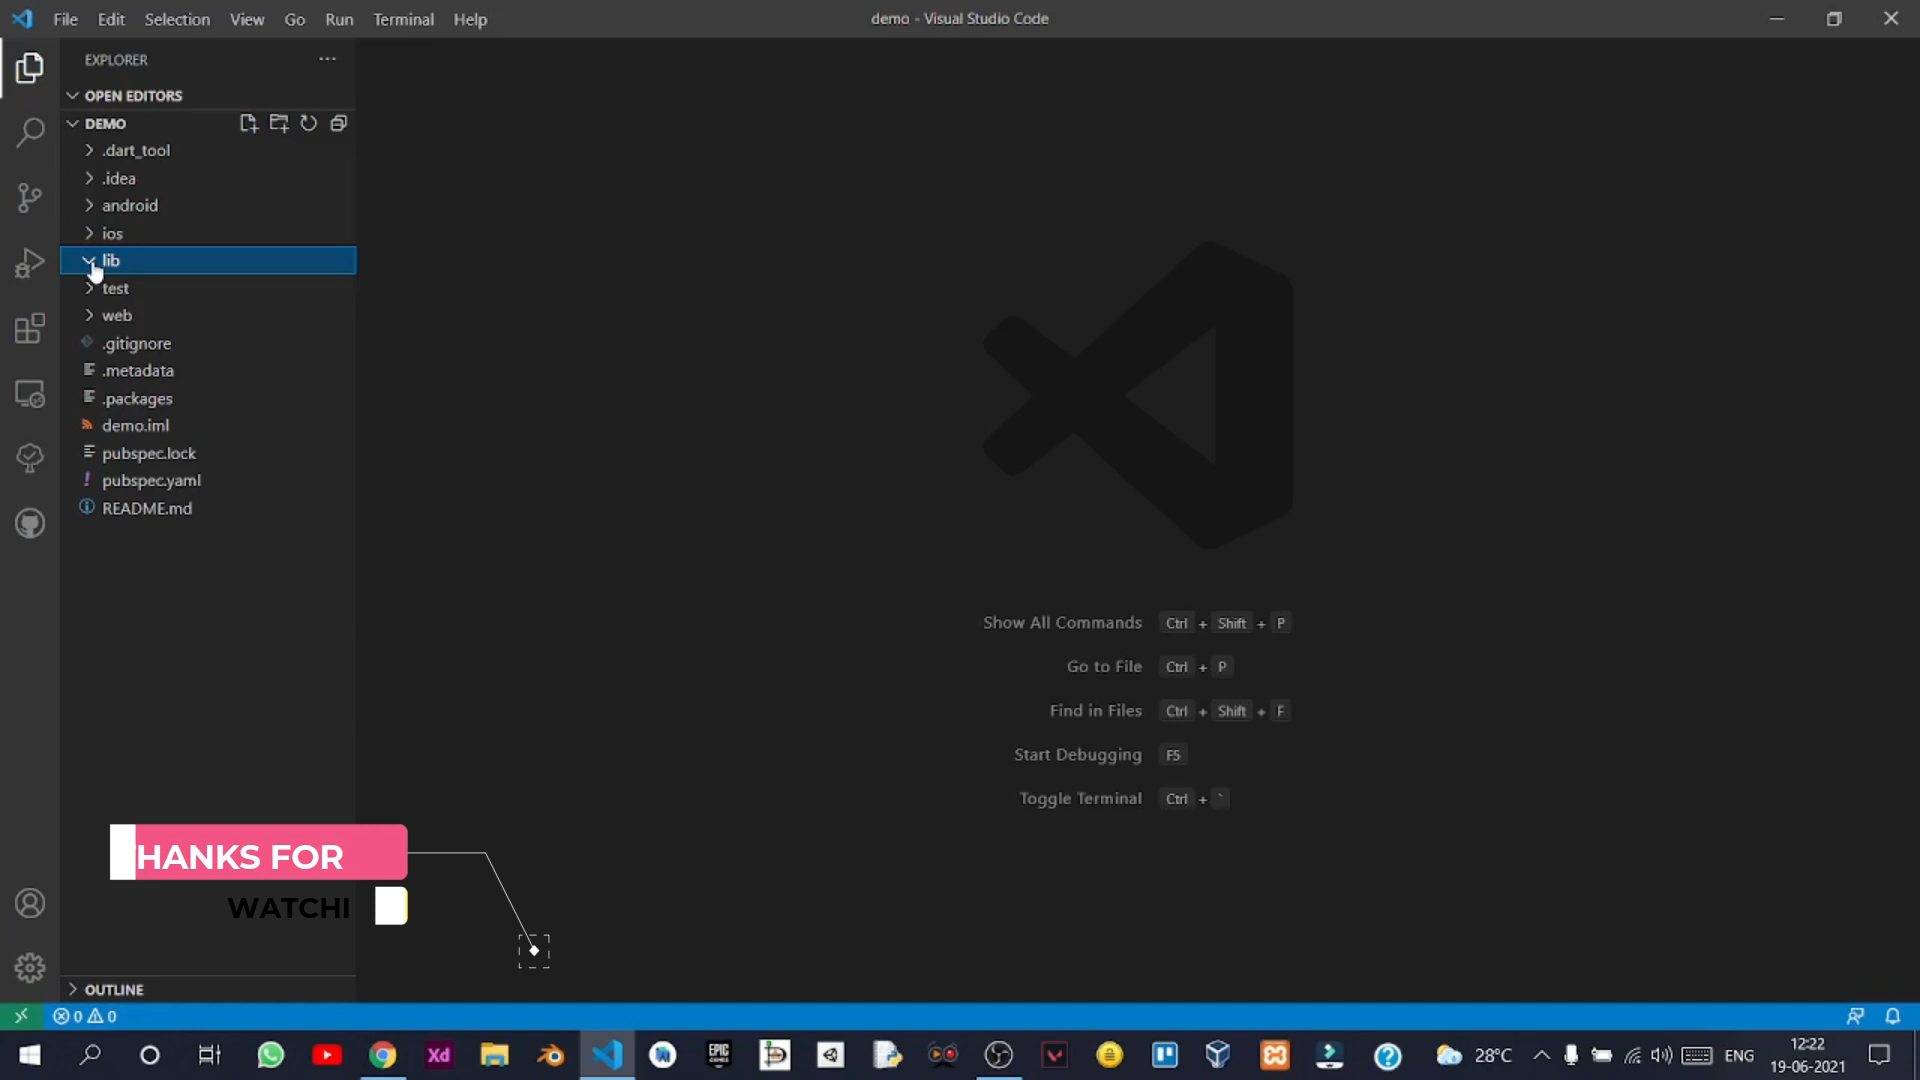 File Edit Selection View Go Run Terminal Help
demo - Visual Studio Code
EXPLORER
OPEN EDITORS
DEMO
.dart_tool
.idea
android
ios
lib
test
web
.gitignore
.metadata
.packages
demo.iml
pubspec.lock
pubspec.yaml
README.md
Show All Commands Ctrl + Shift + P
Go to File Ctrl + P
Find in Files Ctrl + Shift + F
Start Debugging F5
Toggle Terminal Ctrl + `
HANKS FOR
WATCHI
OUTLINE
0 0
Xd
EPIC
28°C
ENG
12:22
19-06-2021